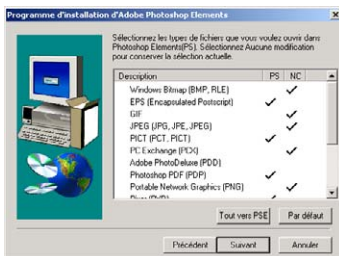 Programme d'installation d'Adobe Photoshop Elements
Sélectionnez les types de fichiers que vous voulez ouvrir dans
Photoshop Elements(PS). Sélectionnez Aucune modification
pour conserver la sélection actuelle.
Description PS NC
Windows Bitmap (BMP, RLE)
EPS (Encapsulated Postscript)
GIF
JPEG (JPG, JPE, JPEG)
PICT (PCT, PICT)
PC Exchange (PCX)
Adobe PhotoDeluxe (PDD)
Photoshop PDF (PDP)
Portable Network Graphics (PNG)
Tout vers PSE Par défaut
Précédent Suivant Annuler